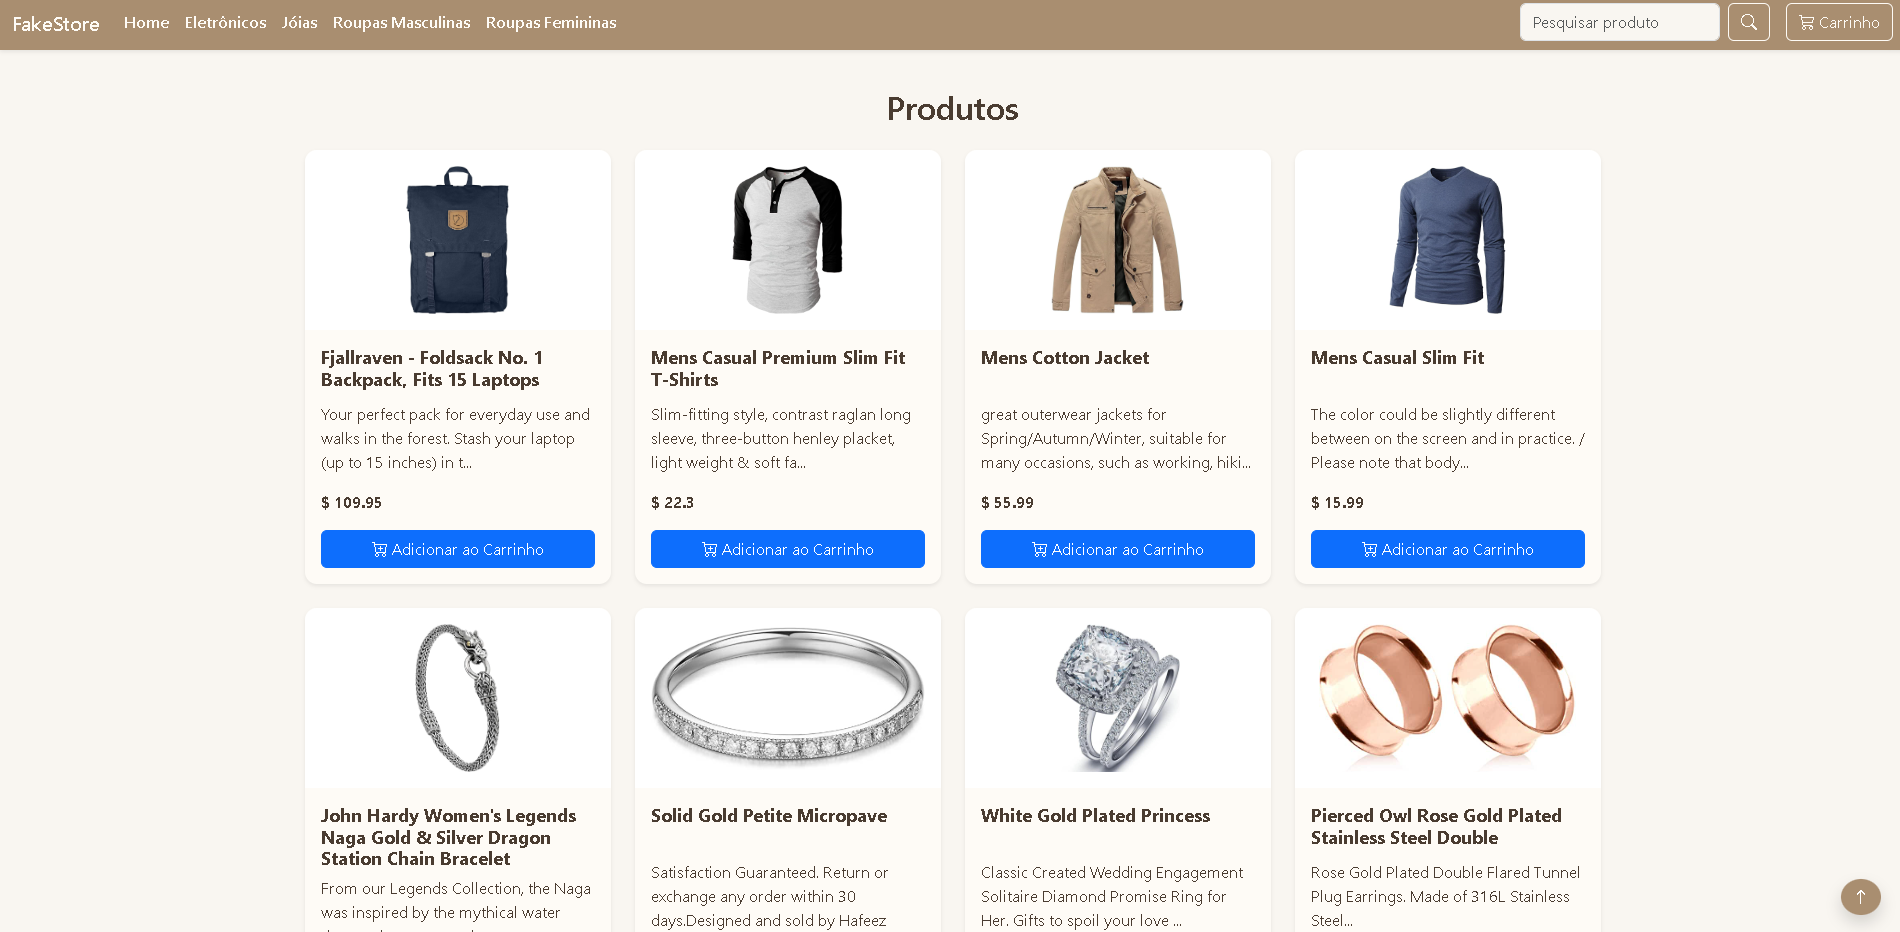 FakeStore Home Eletrônicos Jóias Roupas Masculinas Roupas Femininas Pesquisar produto Carrinho
Produtos
Fjallraven - Foldsack No. 1
Backpack, Fits 15 Laptops
Your perfect pack for everyday use and
walks in the forest. Stash your laptop
(up to 15 inches) in t...
$ 109.95
Adicionar ao Carrinho
Mens Casual Premium Slim Fit
T-Shirts
Slim-fitting style, contrast raglan long
sleeve, three-button henley placket,
light weight & soft fa...
$ 22.3
Adicionar ao Carrinho
Mens Cotton Jacket
great outerwear jackets for
Spring/Autumn/Winter, suitable for
many occasions, such as working, hiki...
$ 55.99
Adicionar ao Carrinho
Mens Casual Slim Fit
The color could be slightly different
between on the screen and in practice. /
Please note that body...
$ 15.99
Adicionar ao Carrinho
John Hardy Women's Legends
Naga Gold & Silver Dragon
Station Chain Bracelet
From our Legends Collection, the Naga
was inspired by the mythical water
Solid Gold Petite Micropave
Satisfaction Guaranteed. Return or
exchange any order within 30
days.Designed and sold by Hafeez
White Gold Plated Princess
Classic Created Wedding Engagement
Solitaire Diamond Promise Ring for
Her. Gifts to spoil your love ...
Pierced Owl Rose Gold Plated
Stainless Steel Double
Rose Gold Plated Double Flared Tunnel
Plug Earrings. Made of 316L Stainless
Steel...